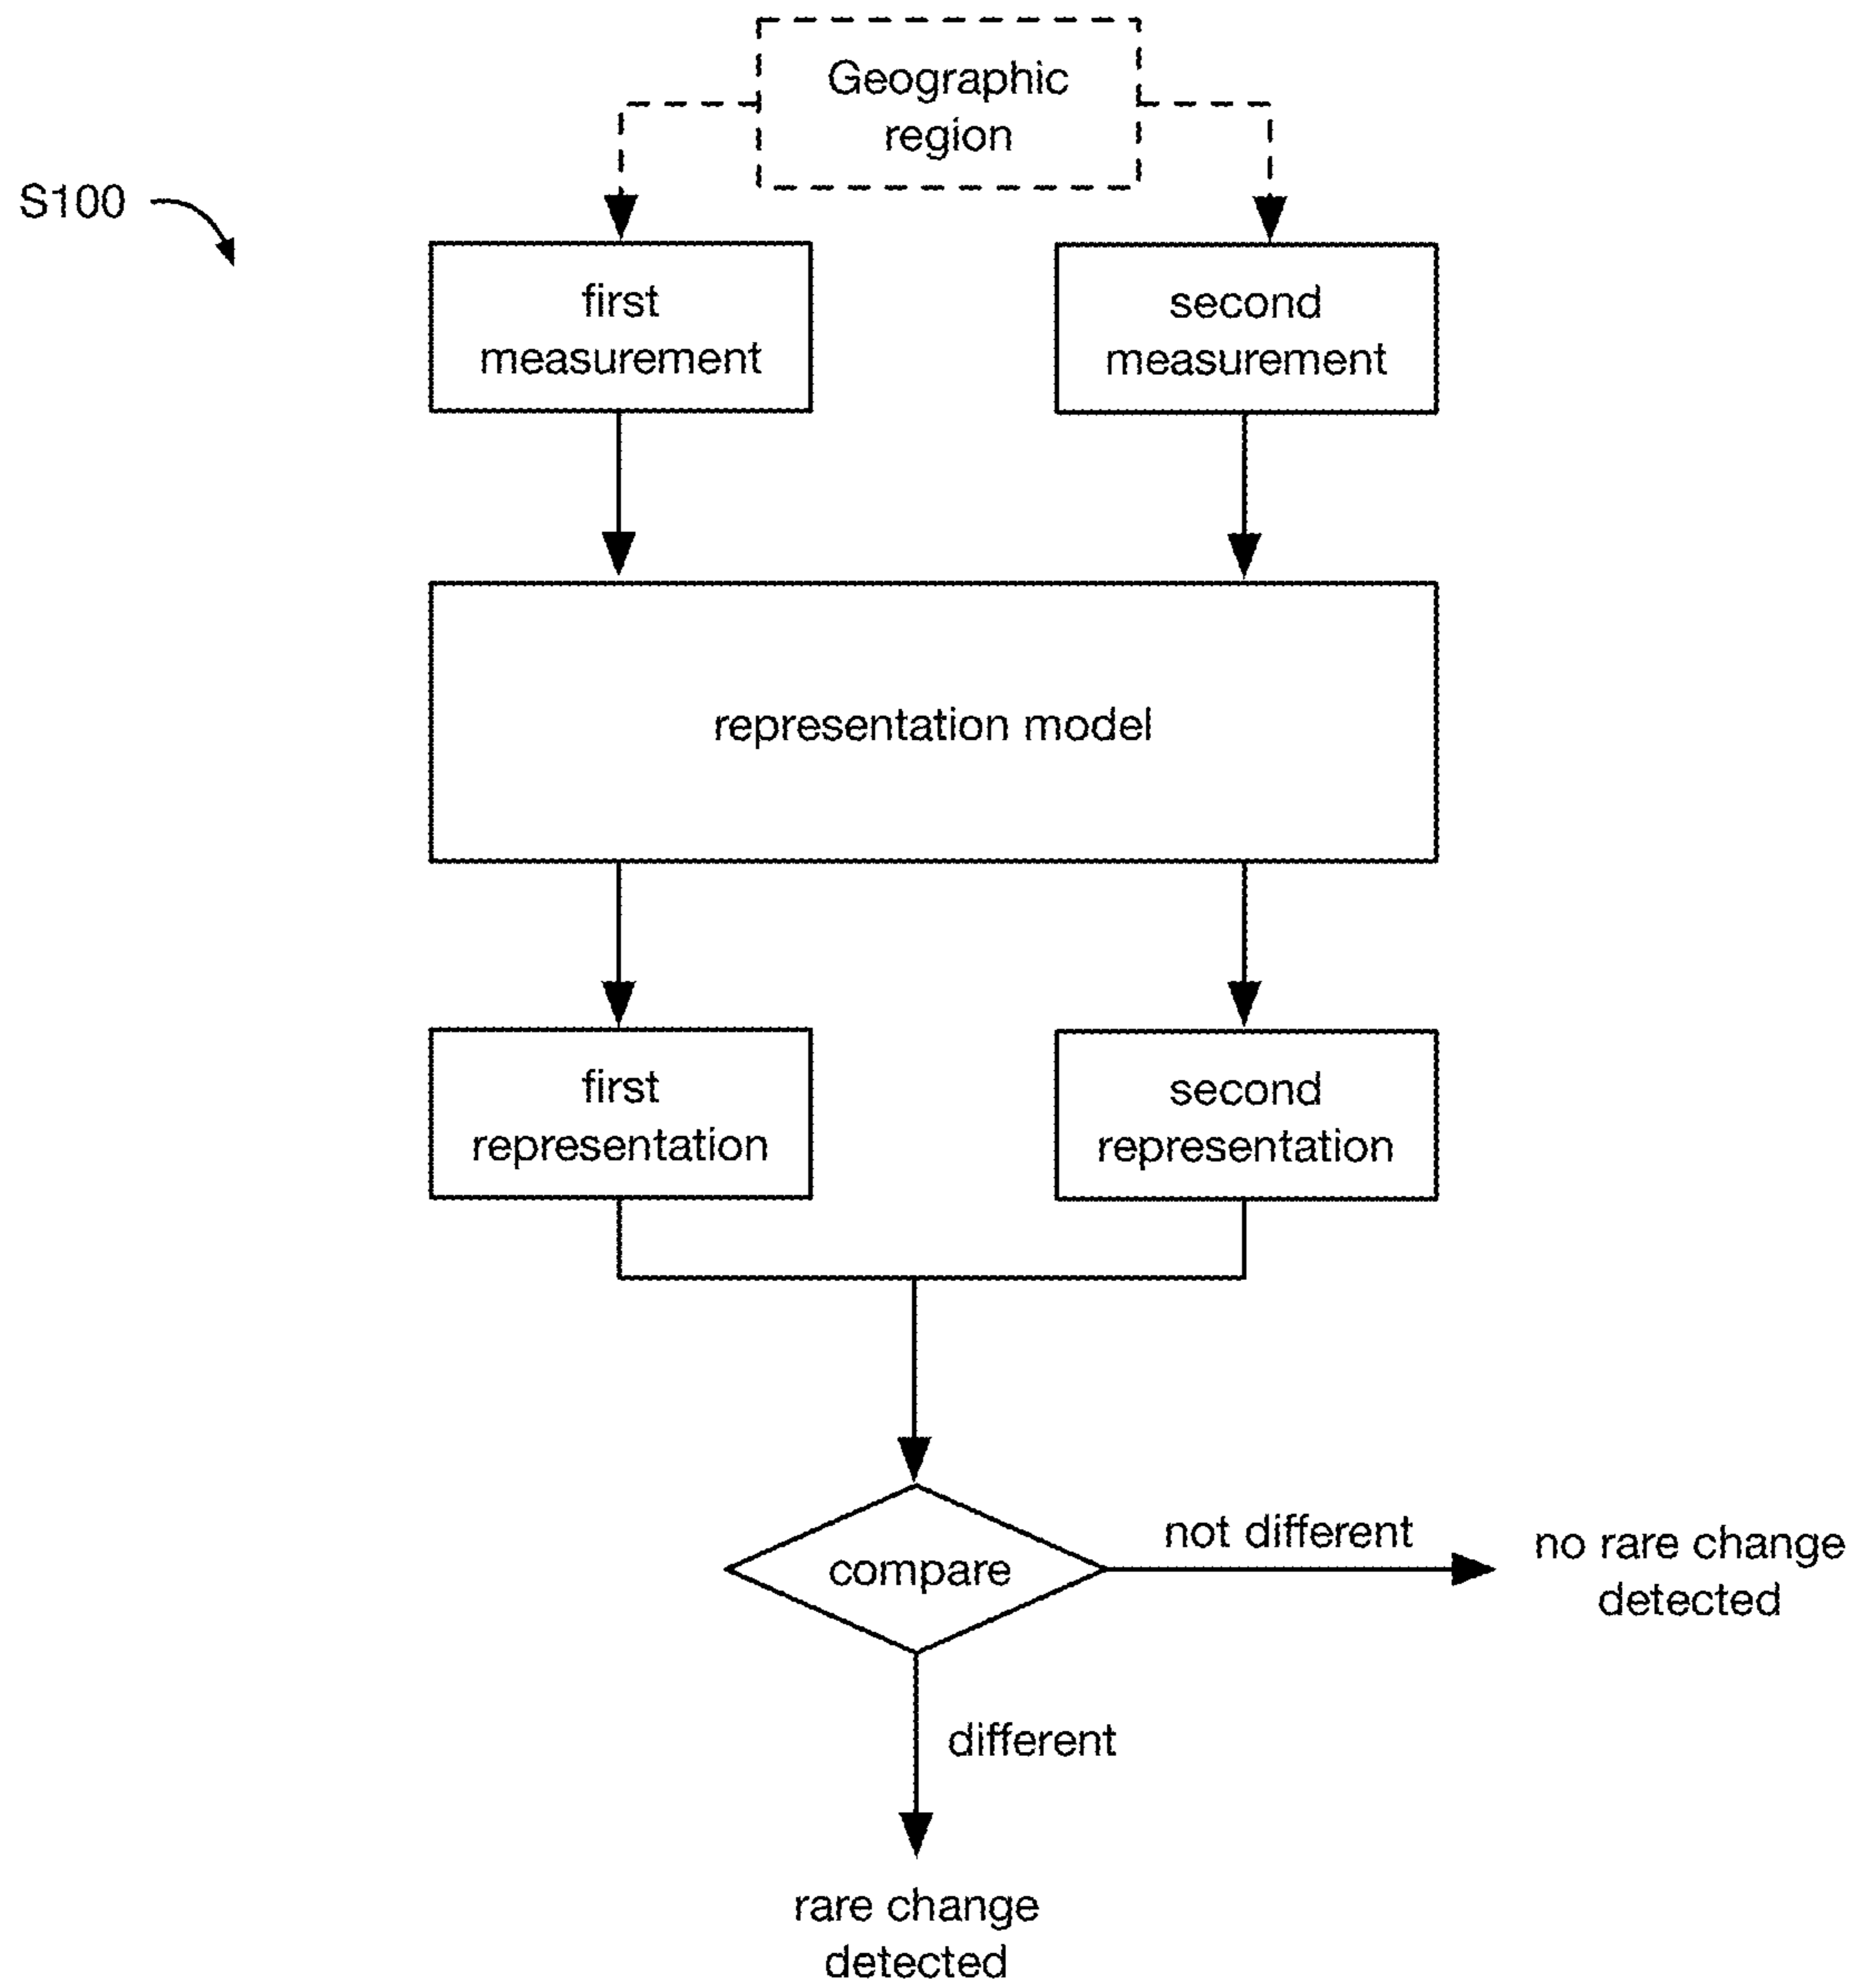 Geographic
region
S100
first
measurement
second
measurement
representation model
first
representation
second
representation
compare
not different
no rare change
detected
different
rare change
detected